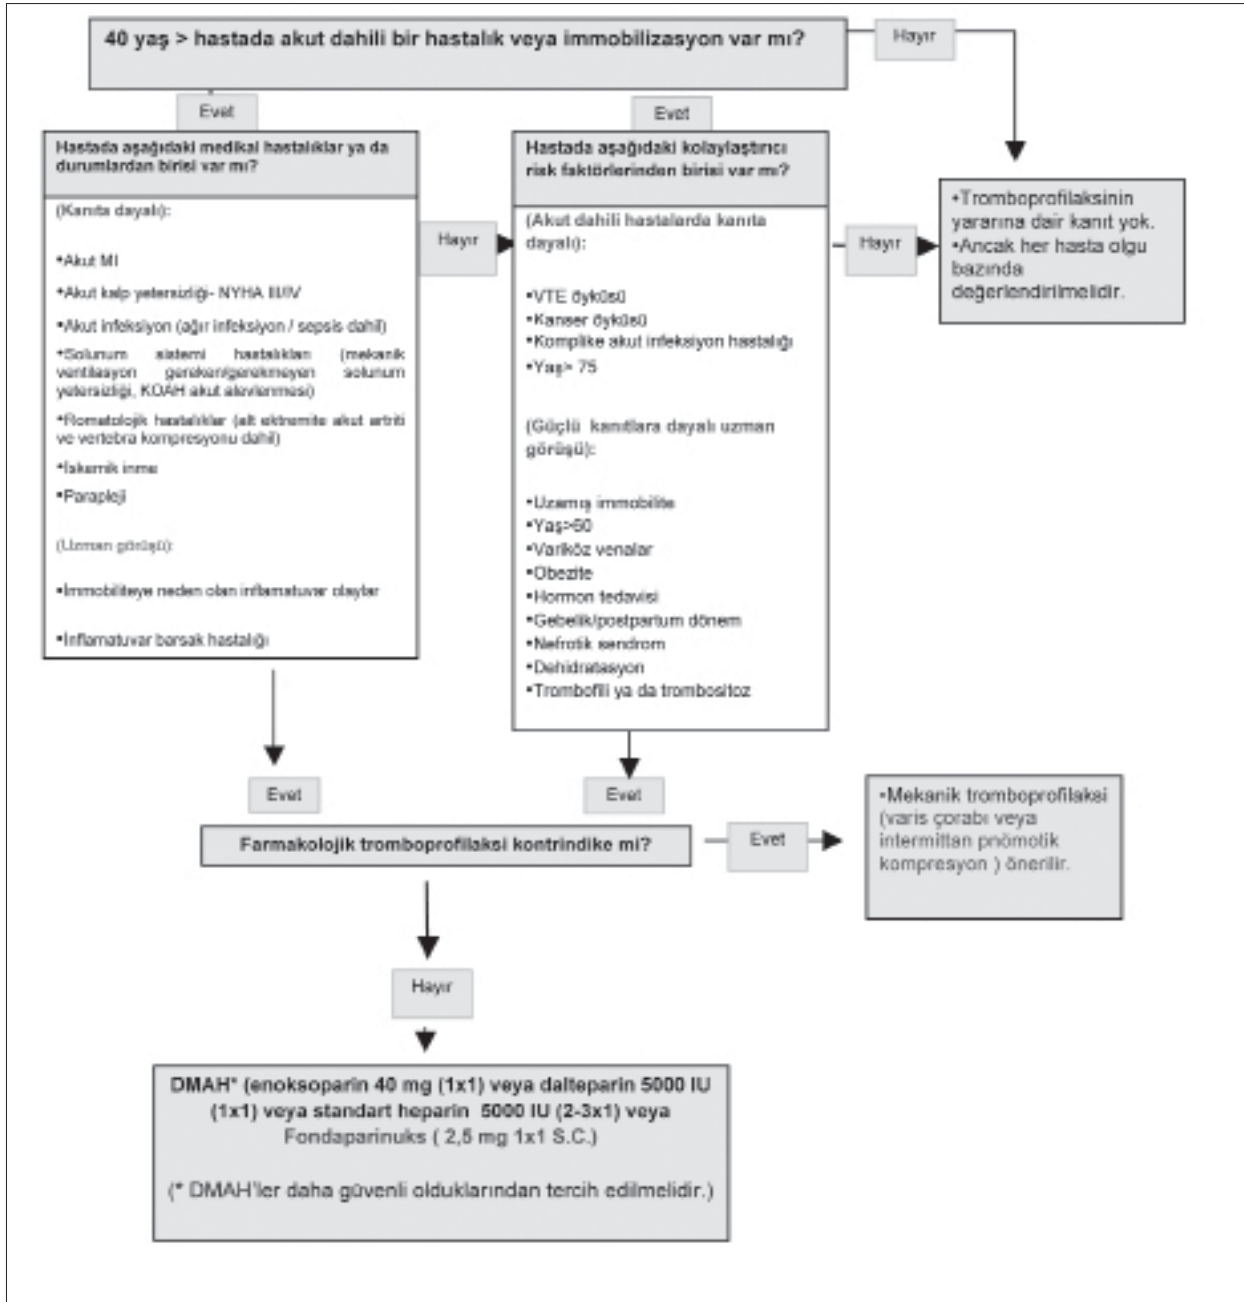 40 yaş > hastada akut dahili bir hastalık veya immobilizasyon var mı?
Hayır
Evet
Evet
Hastada aşağıdaki medikal hastalıklar ya da
durumlardan birisi var mı?
(Kanıta dayalı):
•Akut MI
•Akut kalp yetersizliği- NYHA III/IV
•Akut infeksiyon (ağır infeksiyon / sepsis dahil)
•Solunum sistemi hastalıkları (mekanik
ventilasyon gereken/gerekmeyen solunum
yetersizliği, KOAH akut alevlenmesi)
•Romatolojik hastalıklar (alt ektremite akut artriti
ve vertebra kompresyonu dahil)
•İskemik inme
•Parapleji
(Uzman görüşü):
•Immobiliteye neden olan inflamatuvar olaylar
•İnflamatuvar barsak hastalığı
Hayır
Hastada aşağıdaki kolaylaştırıcı
risk faktörlerinden birisi var mı?
(Akut dahili hastalarda kanıta
dayalı):
•VTE öyküsü
•Kanser öyküsü
•Komplike akut infeksiyon hastalığı
•Yaş> 75
(Güçlü kanıtlara dayalı uzman
görüşü):
•Uzamış immobilite
•Yaş>60
•Variköz venalar
•Obezite
•Hormon tedavisi
•Gebelik/postpartum dönem
•Nefrotik sendrom
•Dehidratasyon
•Trombofili ya da trombositoz
Hayır
•Tromboprofilaksinin
yararına dair kanıt yok.
•Ancak her hasta olgu
bazında
değerlendirilmelidir.
Evet
Evet
Farmakolojik tromboprofilaksi kontrindike mi?
Evet
•Mekanik tromboprofilaksi
(varis çorabı veya
intermittan pnömotik
kompresyon ) önerilir.
Hayır
DMAH* (enoksoparin 40 mg (1x1) veya dalteparin 5000 IU
(1x1) veya standart heparin 5000 IU (2-3x1) veya
Fondaparinuks ( 2,5 mg 1x1 S.C.)
(* DMAH'ler daha güvenli olduklarından tercih edilmelidir.)